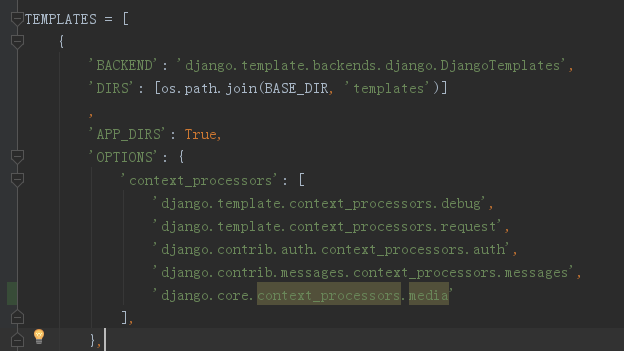 TEMPLATES = [
    {
        'BACKEND': 'django.template.backends.django.DjangoTemplates',
        'DIRS': [os.path.join(BASE_DIR, 'templates')]
        ,
        'APP_DIRS': True,
        'OPTIONS': {
            'context_processors': [
                'django.template.context_processors.debug',
                'django.template.context_processors.request',
                'django.contrib.auth.context_processors.auth',
                'django.contrib.messages.context_processors.messages',
                'django.core.context_processors.media'
            ],
        },